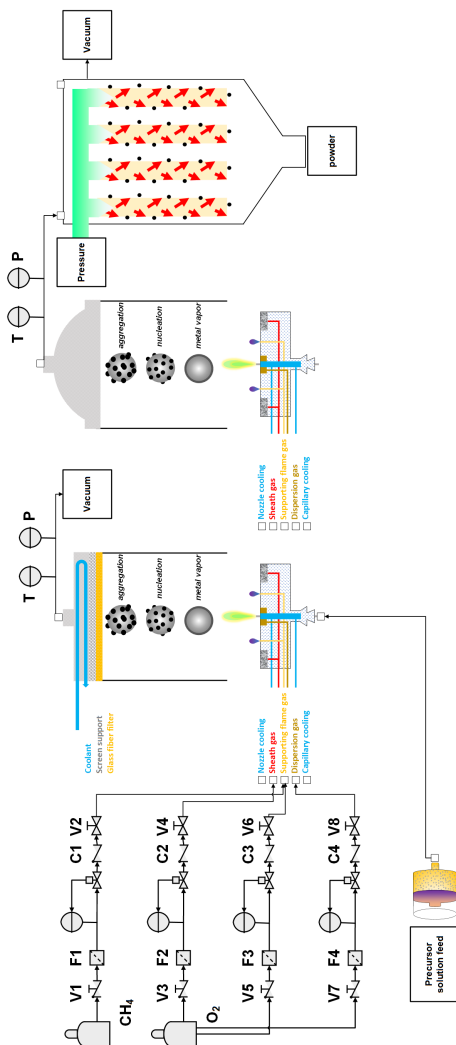 Vacuum
Pressure
powder
T
P
aggregation
nucleation
metal vapor
Nozzle cooling
Sheath gas
Supporting flame gas
Dispersion gas
Capillary cooling
Vacuum
T
P
Coolant
Screen support
Glass fiber filter
aggregation
nucleation
metal vapor
Nozzle cooling
Sheath gas
Supporting flame gas
Dispersion gas
Capillary cooling
V1
F1
C1
V2
CH4
V3
F2
C2
V4
O2
V5
F3
C3
V6
V7
F4
C4
V8
Precursor
solution feed